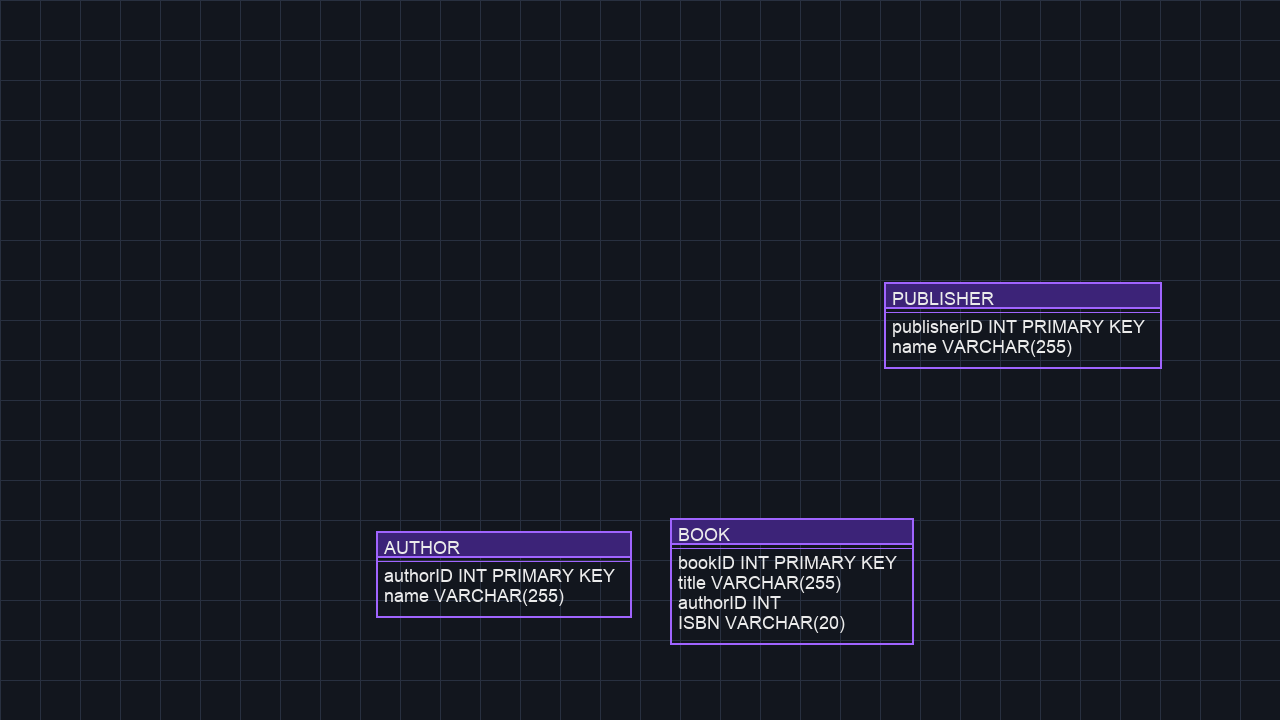 PUBLISHER
publisherID INT PRIMARY KEY
name VARCHAR(255)
AUTHOR
authorID INT PRIMARY KEY
name VARCHAR(255)
BOOK
bookID INT PRIMARY KEY
title VARCHAR(255)
authorID INT
ISBN VARCHAR(20)